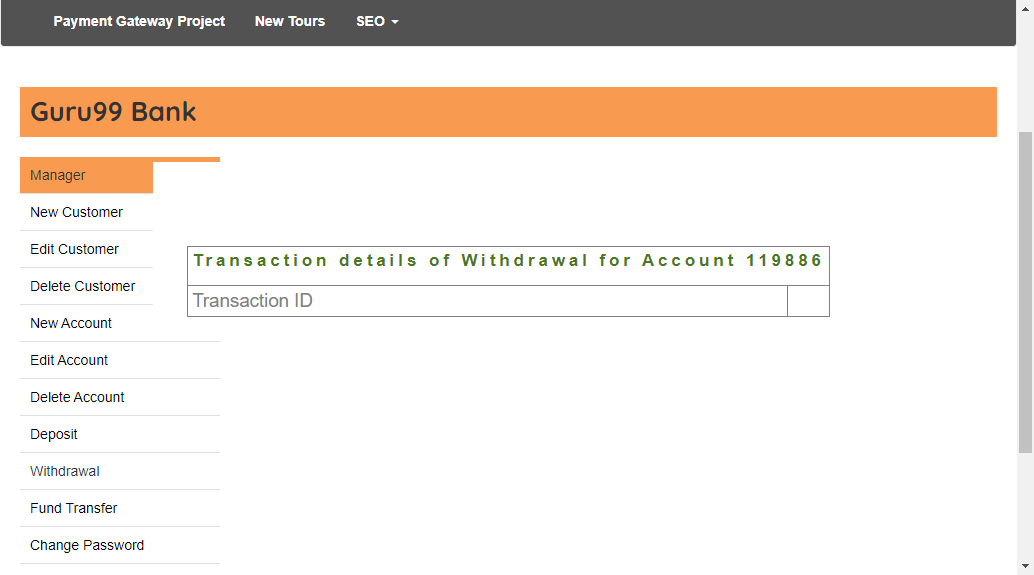 Payment Gateway Project New Tours SEO
Guru99 Bank
Manager
New Customer
Edit Customer
Delete Customer
New Account
Edit Account
Delete Account
Deposit
Withdrawal
Fund Transfer
Change Password
Transaction details of Withdrawal for Account 119886
Transaction ID